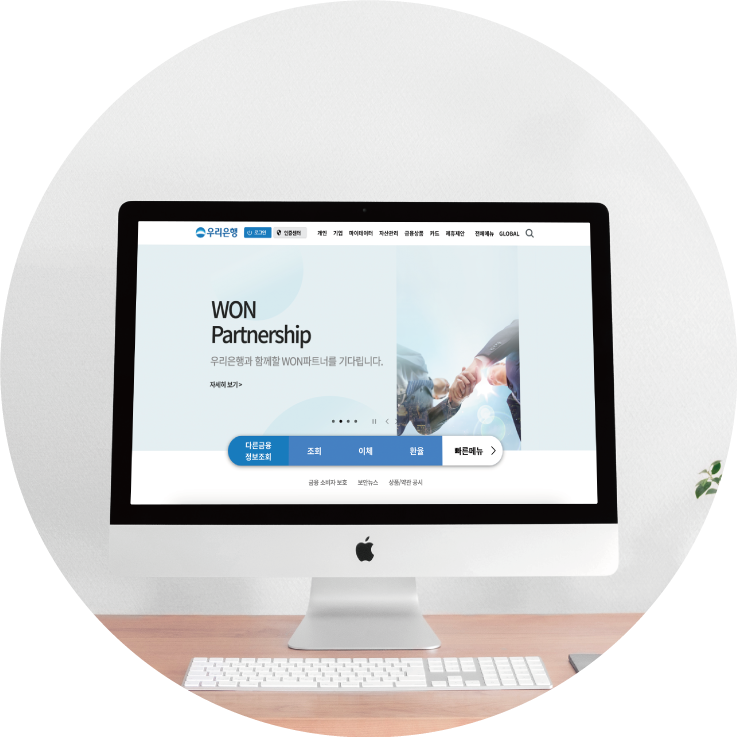 우리은행 로그인 인증센터 개인 기업 마이데이터 자산관리 금융상품 카드 제휴제안 전체메뉴 GLOBAL
WON
Partnership
우리은행과 함께할 WON파트너를 기다립니다.
자세히 보기 >
다른금융
정보조회
조회 이체 환율 빠른메뉴
금융 소비자 보호 보안뉴스 상품/약관 공시